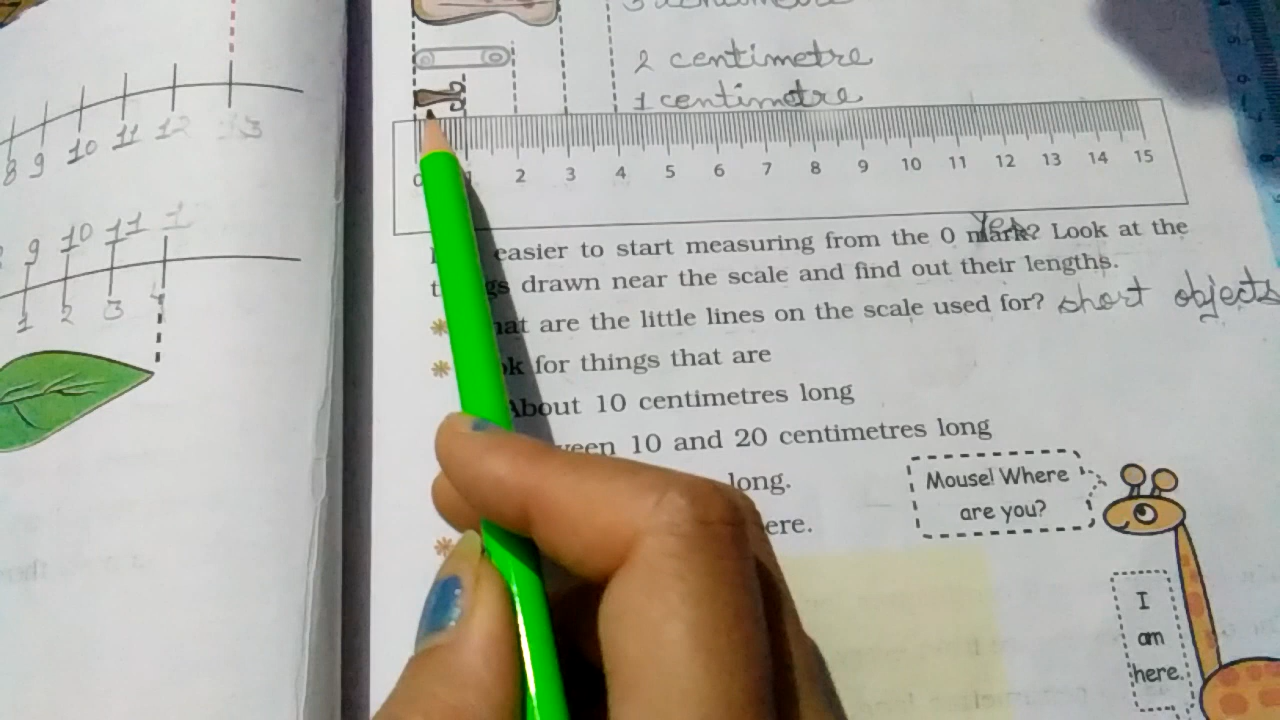 8 9 10 11 12 13
9 10 11 1
1 2 3 4
2 centimetre
1 centimetre
0 1 2 3 4 5 6 7 8 9 10 11 12 13 14 15
easier to start measuring from the 0 mark? Look at the
Yes
drawn near the scale and find out their lengths.
are the little lines on the scale used for? short objects
for things that are
About 10 centimetres long
10 and 20 centimetres long
long.
Mouse! Where
are you?
I
am
here.